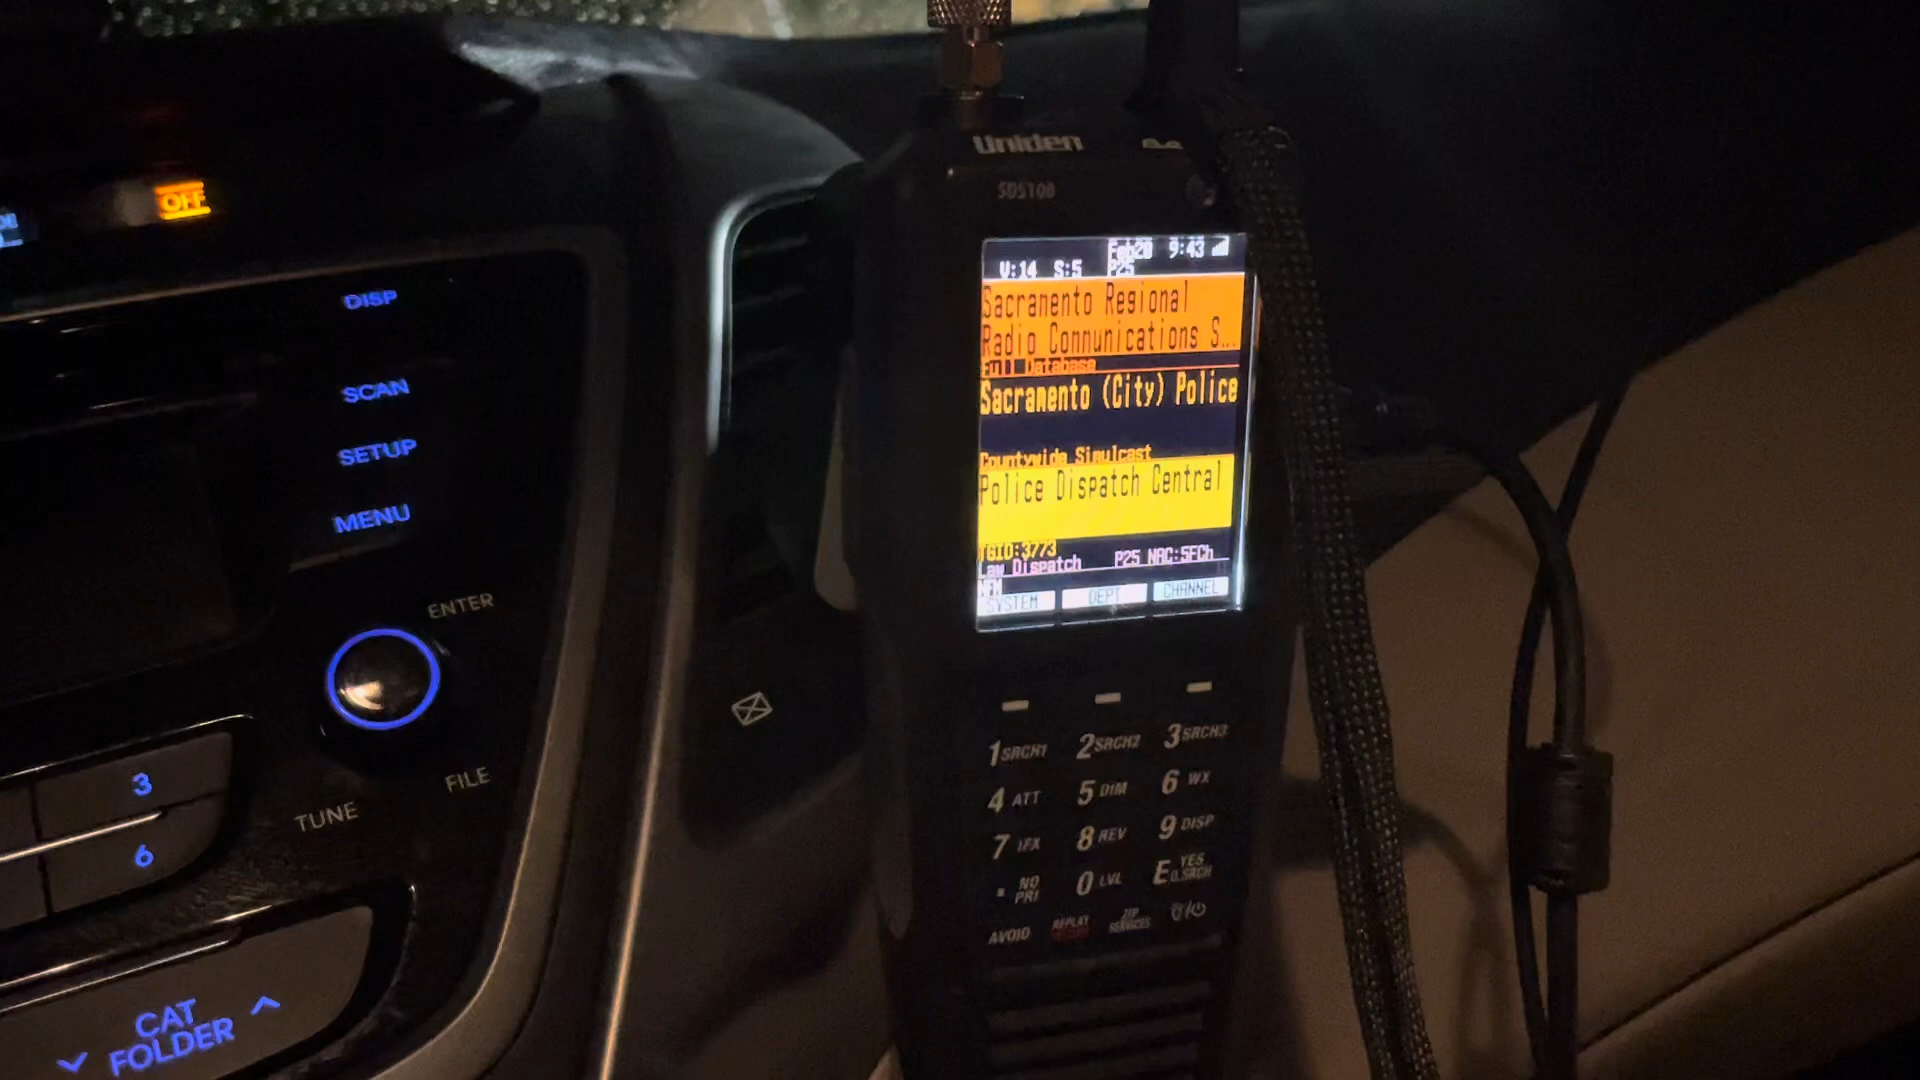 OFF
DISP
SCAN
SETUP
MENU
ENTER
TUNE
FILE
3
6
CAT
FOLDER
Uniden
SDS100
Feb20 9:43
V:14 S:5 P25
Sacramento Regional
Radio Communications S...
Full Database
Sacramento (City) Police
Countywide Simulcast
Police Dispatch Central
TGID:3773
Law Dispatch P25 NAC:5FCh
NFM
SYSTEM DEPT CHANNEL
1 SRCH1 2 SRCH2 3 SRCH3
4 ATT 5 DIM 6 WX
7 IFX 8 REV 9 DISP
. NO PRI 0 LVL E YES O.SRCH
AVOID REPLAY ZIP SERVICES